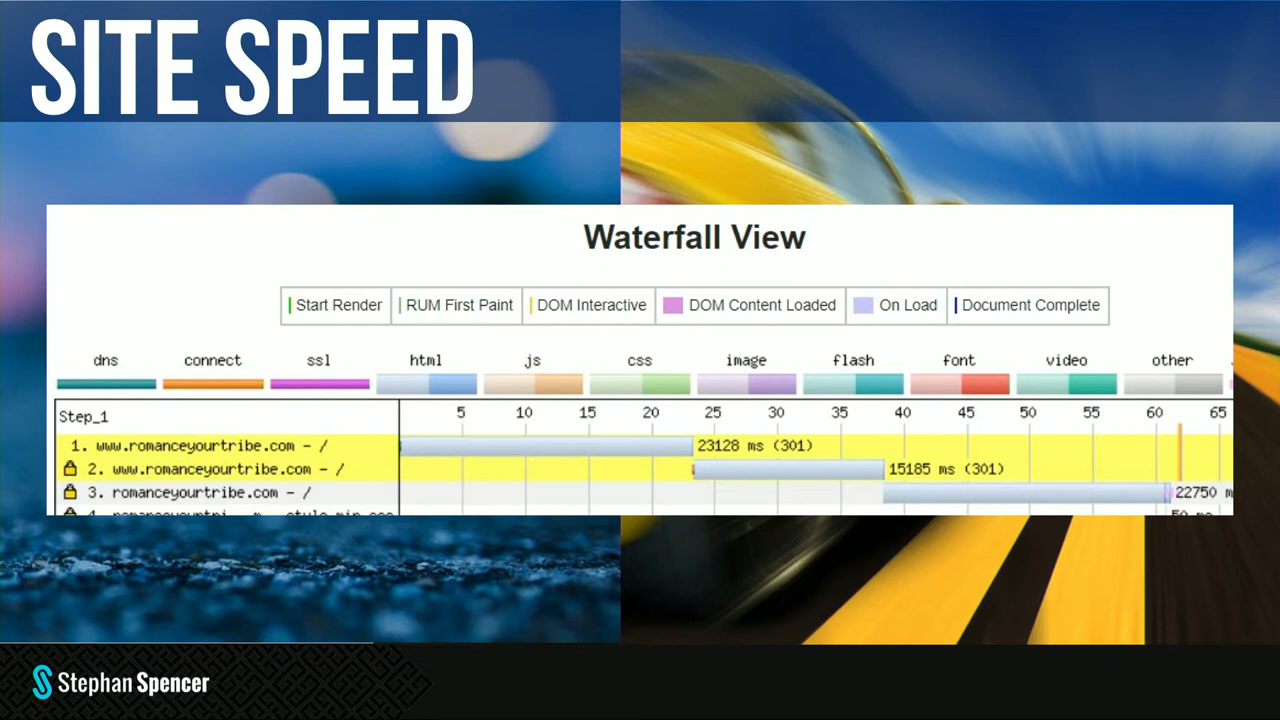 SITE SPEED
Waterfall View
Start Render RUM First Paint DOM Interactive DOM Content Loaded On Load Document Complete
dns connect ssl html js css image flash font video other
Step_1 5 10 15 20 25 30 35 40 45 50 55 60 65
1. www.romanceyourtribe.com - / 23128 ms (301)
2. www.romanceyourtribe.com - / 15185 ms (301)
3. romanceyourtribe.com - / 22750 m
Stephan Spencer